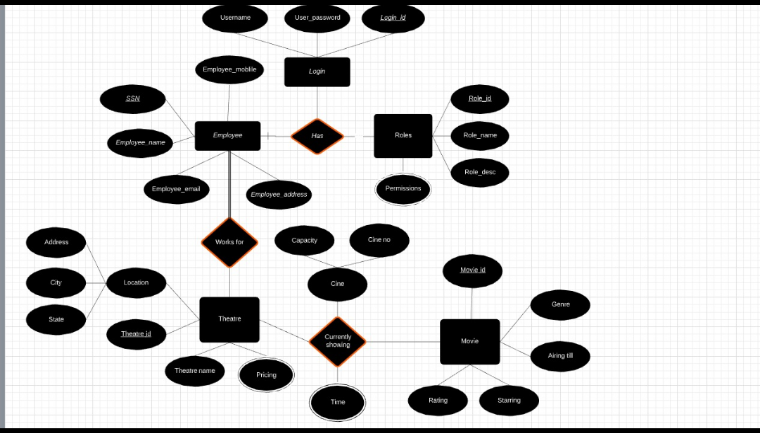 Username
User_password
Login_Id
Employee_moblile
Login
SSN
Role_id
Employee_name
Employee
Has
Roles
Role_name
Role_desc
Employee_email
Employee_address
Permissions
Address
Works for
Capacity
Cine no
City
Location
Cine
Movie id
State
Theatre id
Theatre
Currently
showing
Movie
Genre
Airing till
Theatre name
Pricing
Time
Rating
Starring